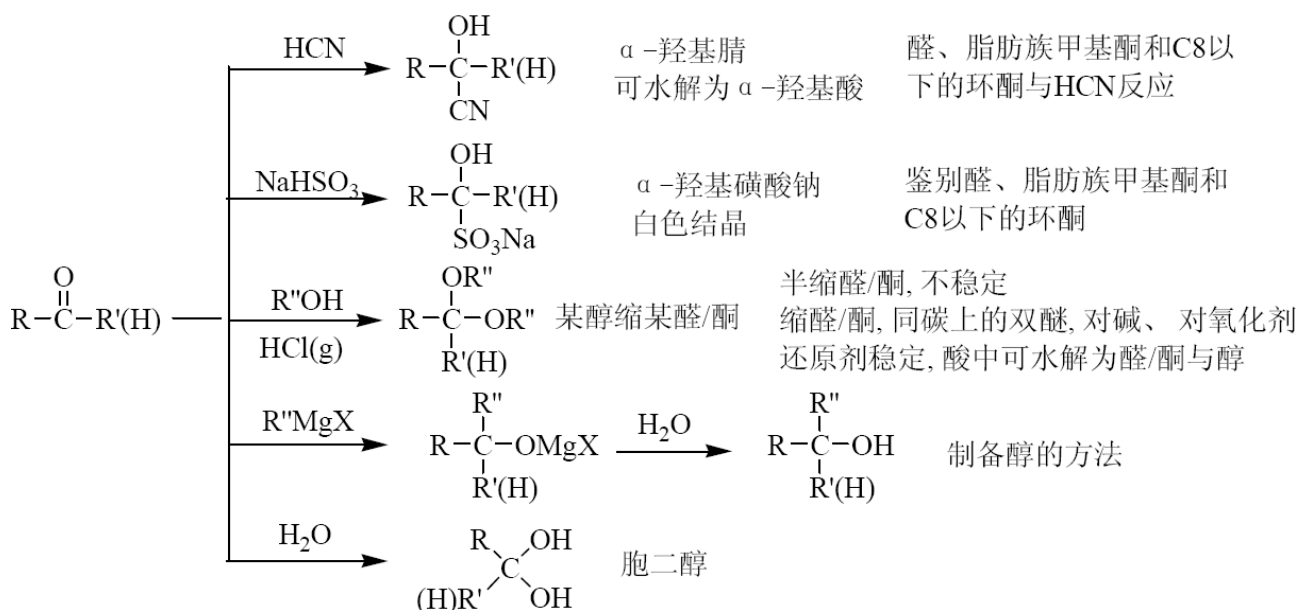 HCN
OH
R-C-R'(H)
CN
α-羟基腈
可水解为α-羟基酸
醛、脂肪族甲基酮和C8以
下的环酮与HCN反应
NaHSO₃
OH
R-C-R'(H)
SO₃Na
α-羟基磺酸钠
白色结晶
鉴别醛、脂肪族甲基酮和
C8以下的环酮
O
R-C-R'(H)
R''OH
HCl(g)
OR''
R-C-OR''
R'(H)
某醇缩某醛/酮
半缩醛/酮, 不稳定
缩醛/酮, 同碳上的双醚, 对碱、对氧化剂
还原剂稳定, 酸中可水解为醛/酮与醇
R''MgX
R''
R-C-OMgX
R'(H)
H₂O
R''
R-C-OH
R'(H)
制备醇的方法
H₂O
R OH
C
(H)R' OH
胞二醇